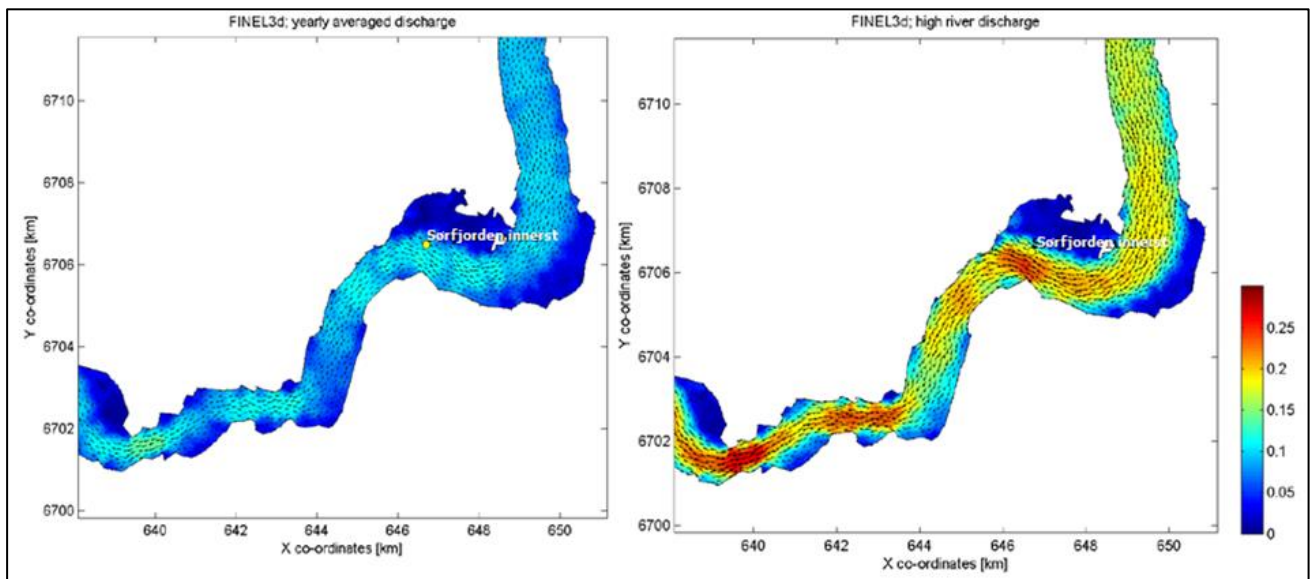 FINEL3d; yearly averaged discharge
Y co-ordinates [km]
6710
6708
6706
6704
6702
6700
Sørfjorden innerst
640 642 644 646 648 650
X co-ordinates [km]
FINEL3d; high river discharge
Y co-ordinates [km]
6710
6708
6706
6704
6702
6700
Sørfjorden innerst
640 642 644 646 648 650
X co-ordinates [km]
0.25
0.2
0.15
0.1
0.05
0